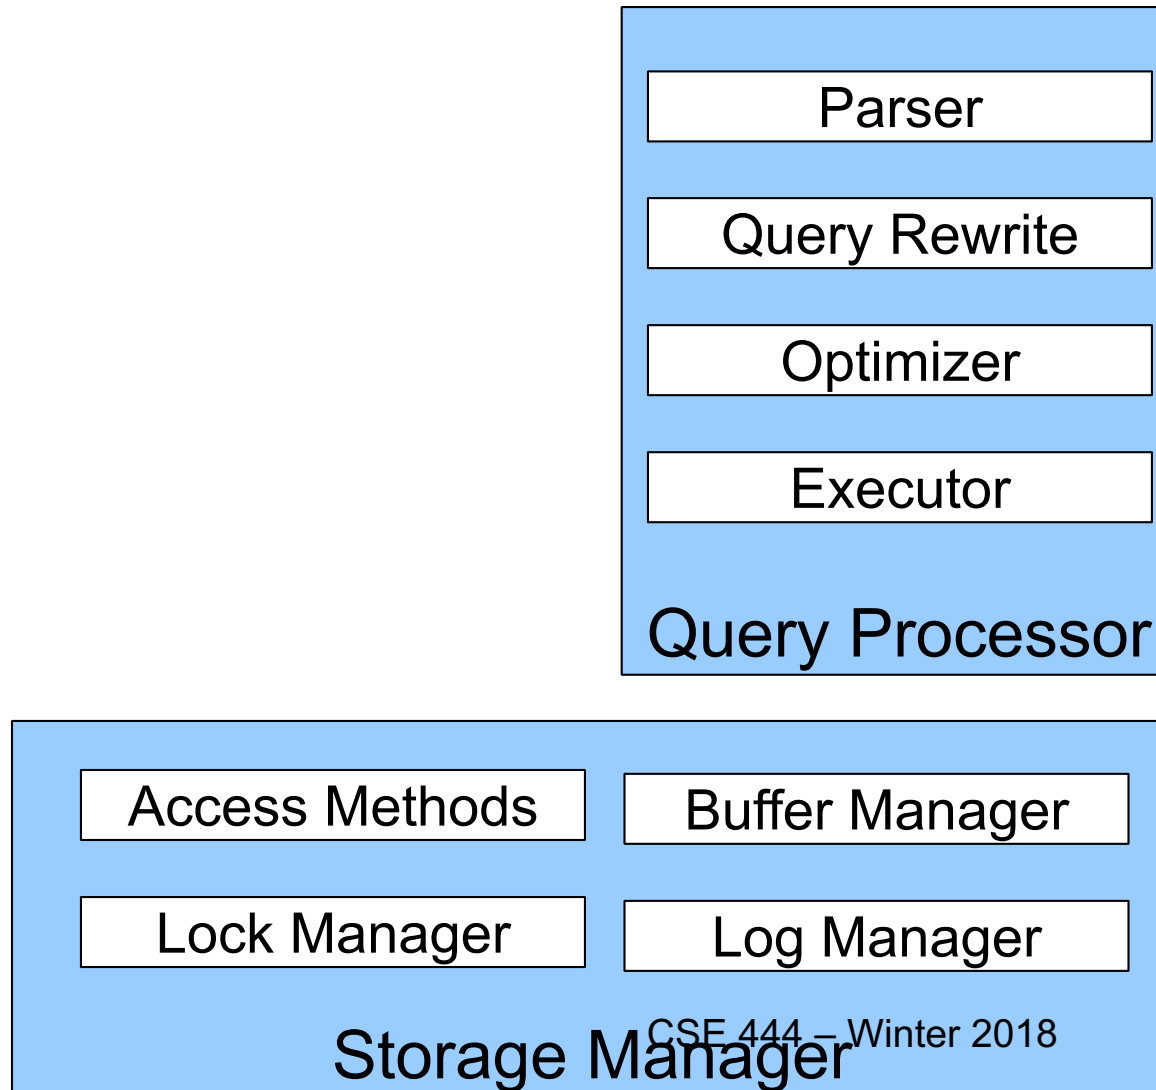 Parser
Query Rewrite
Optimizer
Executor
Query Processor
Access Methods
Buffer Manager
Lock Manager
Log Manager
Storage Manager
CSE 444 – Winter 2018